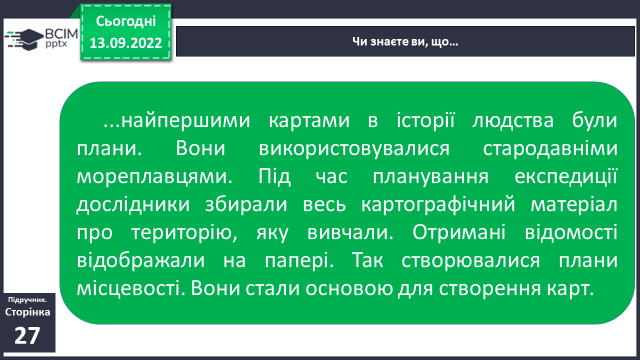 Сьогодні
13.09.2022
ВСІМ
pptx
Чи знаєте ви, що…
…найпершими картами в історії людства були
плани. Вони використовувалися стародавніми
мореплавцями. Під час планування експедиції
дослідники збирали весь картографічний матеріал
про територію, яку вивчали. Отримані відомості
відображали на папері. Так створювалися плани
місцевості. Вони стали основою для створення карт.
Підручник.
Сторінка
27